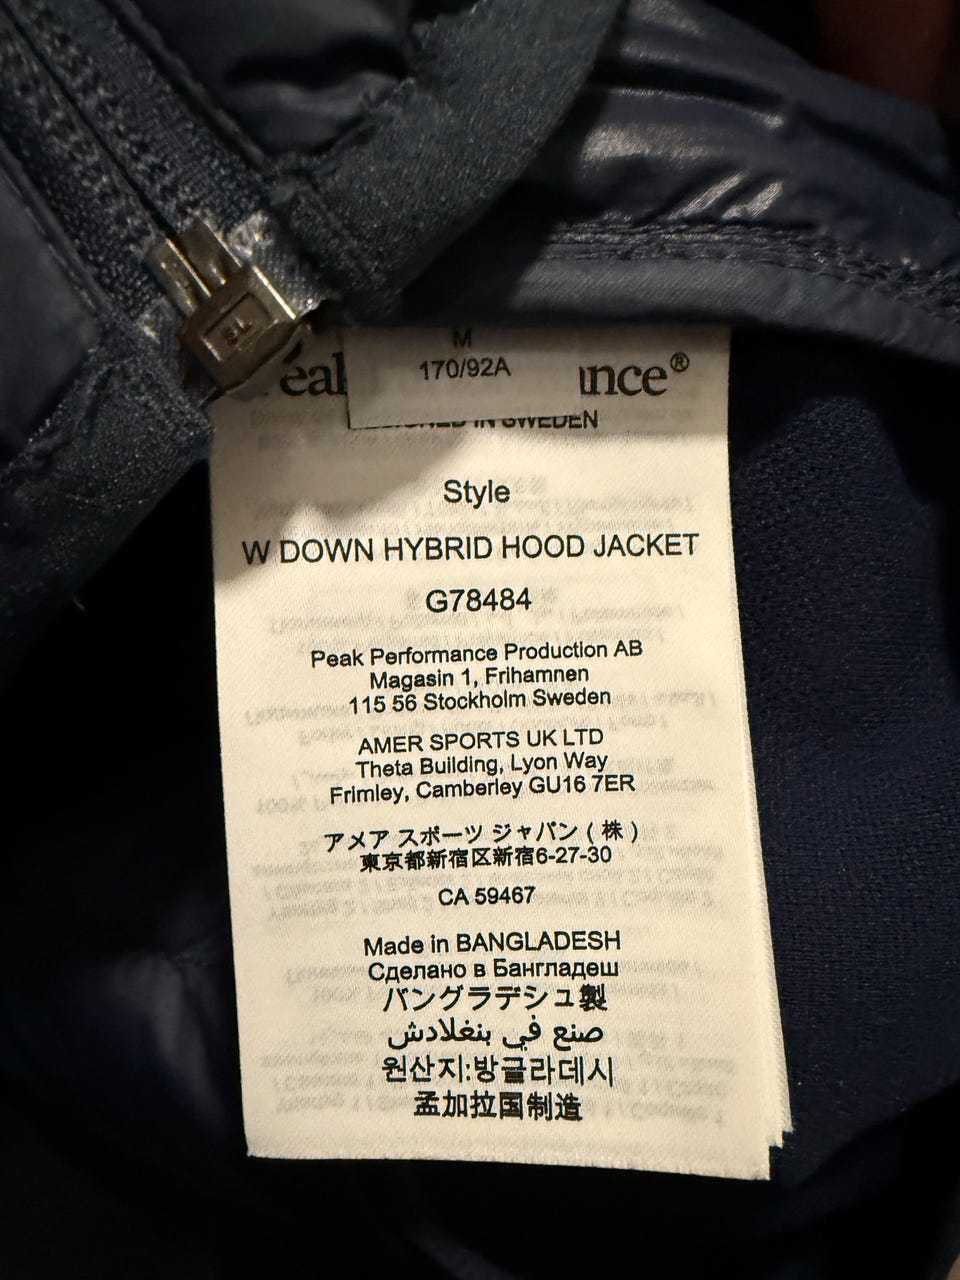 M
170/92A
eak
ance®
IN SWEDEN
Style
W DOWN HYBRID HOOD JACKET
G78484
Peak Performance Production AB
Magasin 1, Frihamnen
115 56 Stockholm Sweden
AMER SPORTS UK LTD
Theta Building, Lyon Way
Frimley, Camberley GU16 7ER
アメア スポーツ ジャパン ( 株 )
東京都新宿区新宿6-27-30
CA 59467
Made in BANGLADESH
Сделано в Бангладеш
バングラデシュ製
صنع في بنغلادش
원산지:방글라데시
孟加拉国制造